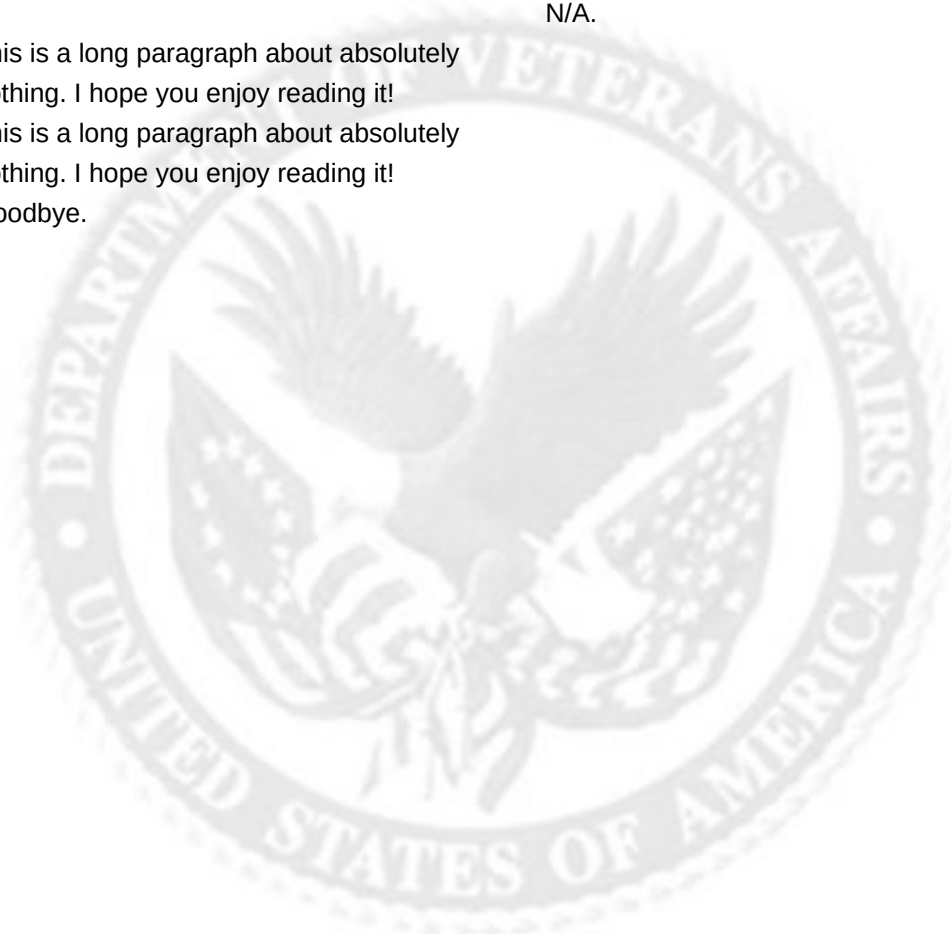 N/A.
his is a long paragraph about absolutely
thing. I hope you enjoy reading it!
his is a long paragraph about absolutely
thing. I hope you enjoy reading it!
oodbye.
DEPARTMENT OF VETERANS AFFAIRS
UNITED STATES OF AMERICA